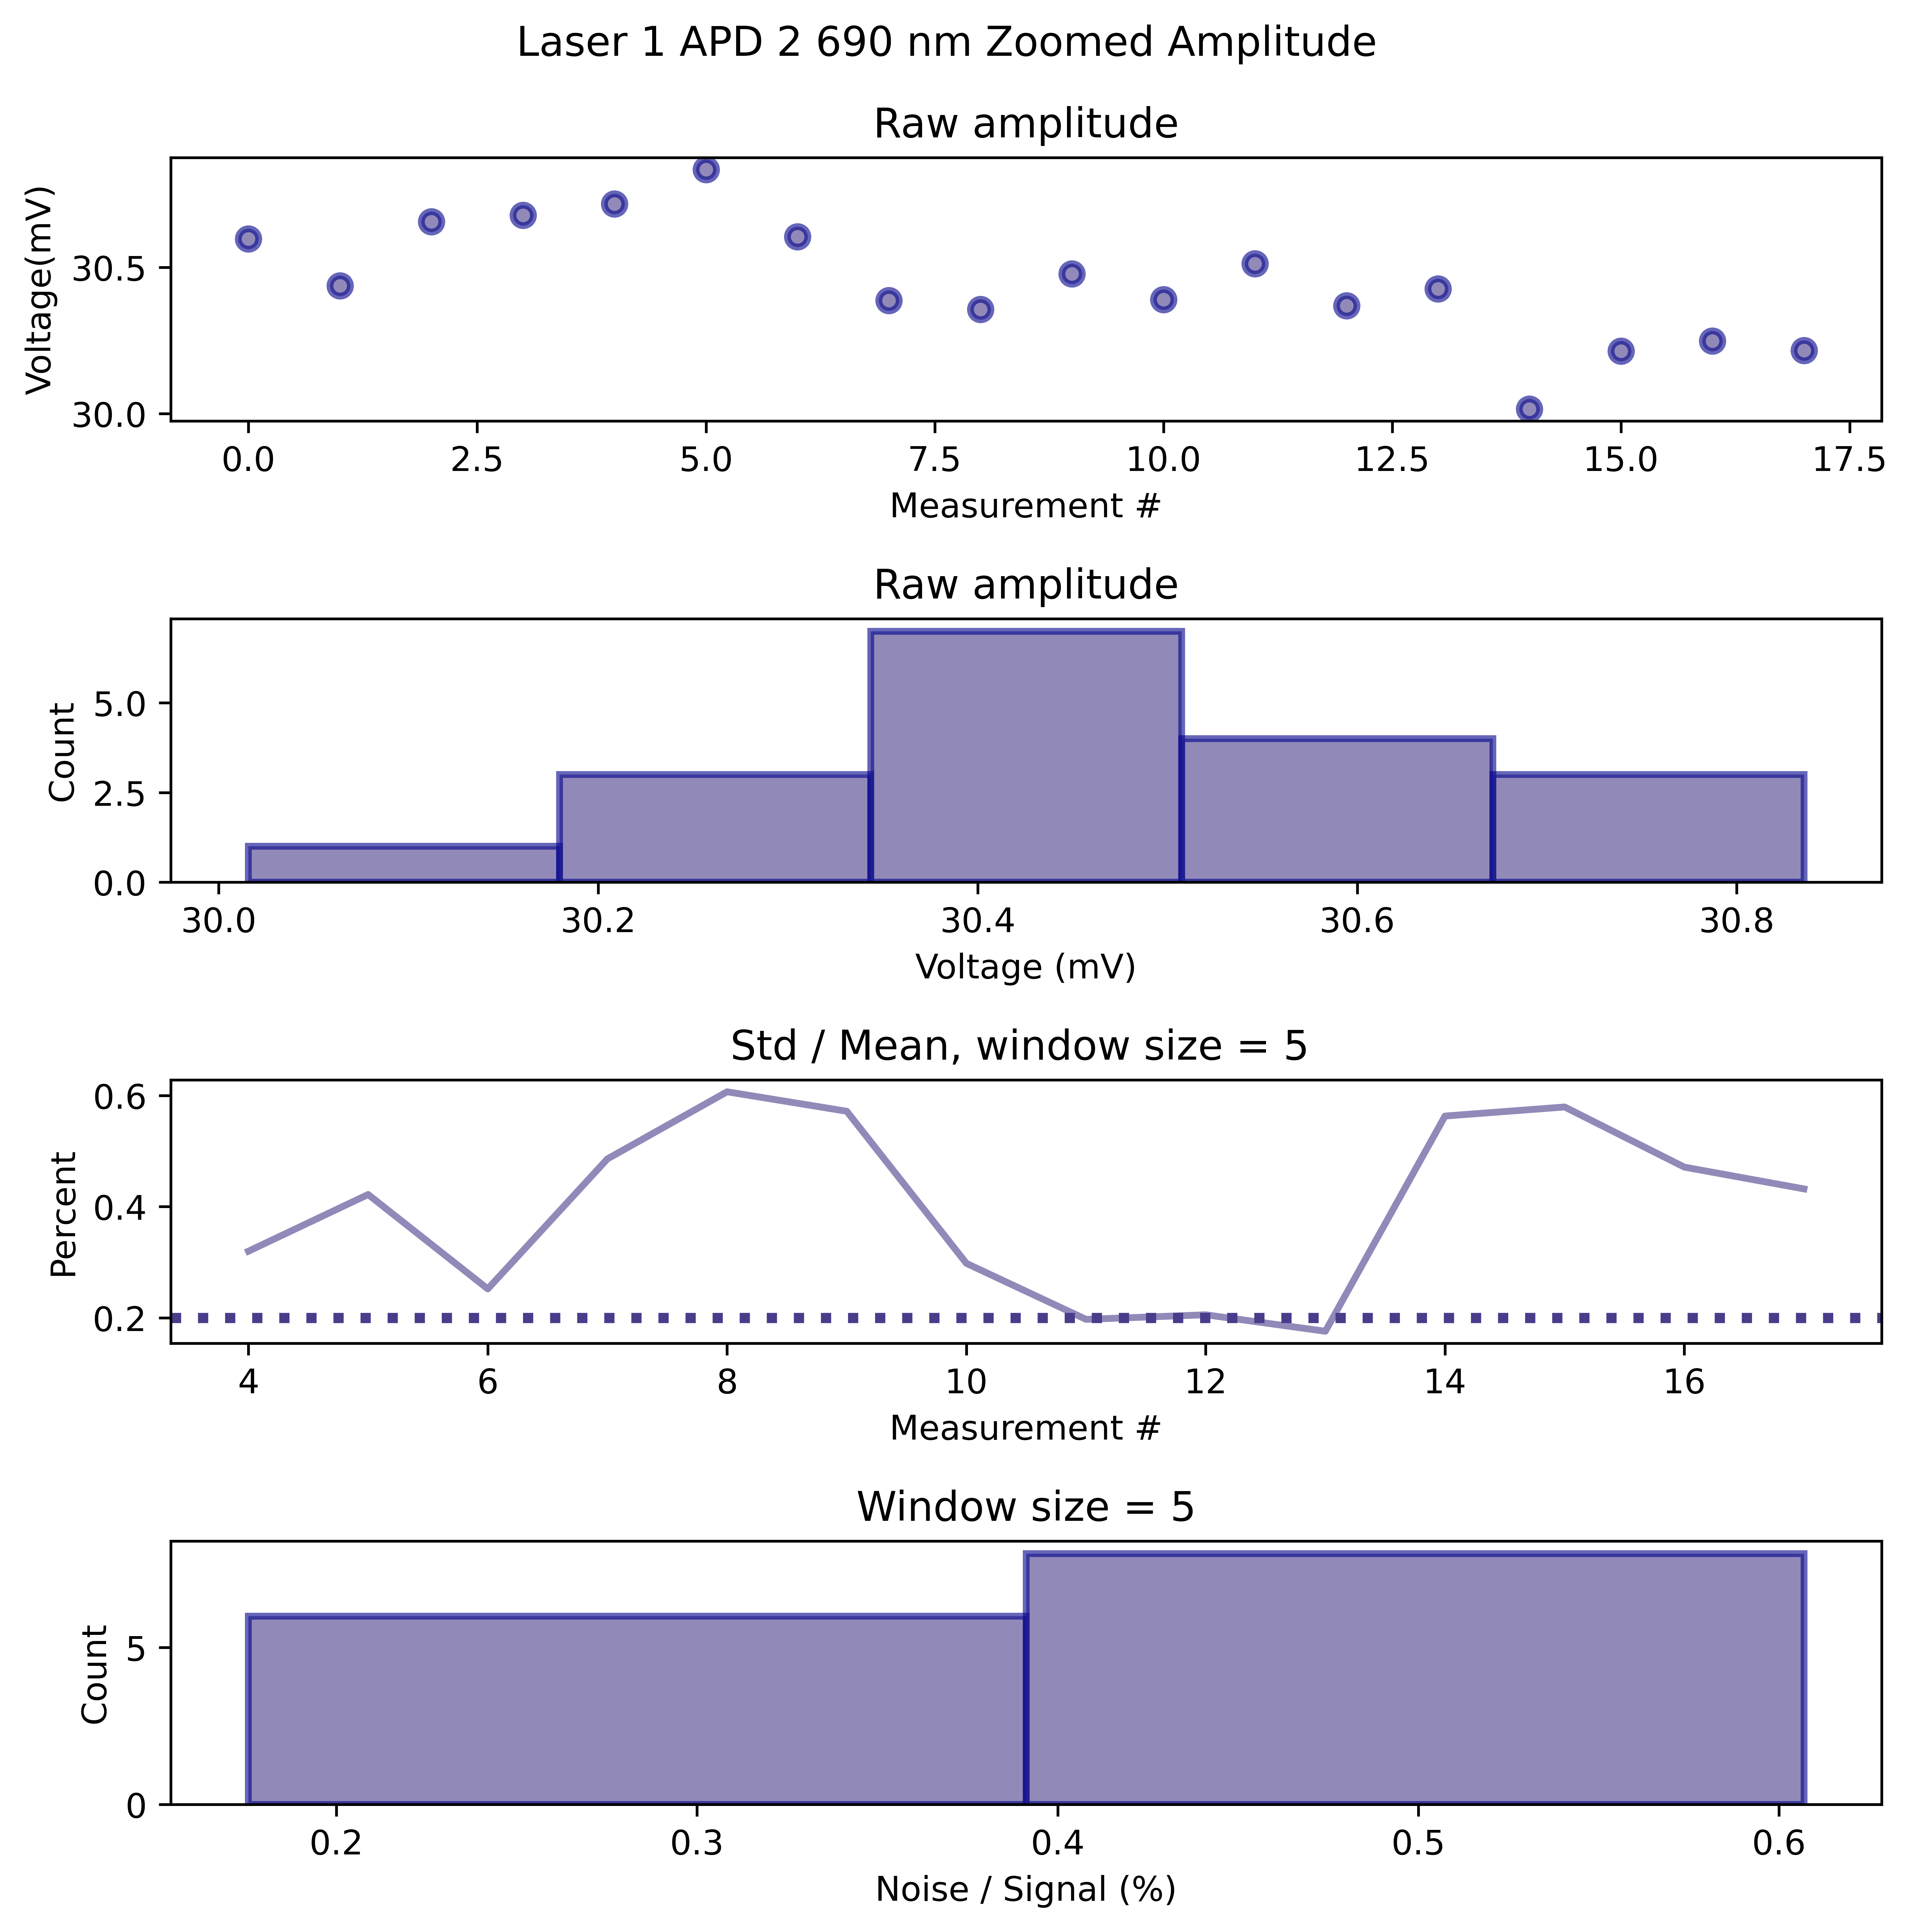 Laser 1 APD 2 690 nm Zoomed Amplitude
Raw amplitude
Voltage(mV)
30.5
30.0
0.0 2.5 5.0 7.5 10.0 12.5 15.0 17.5
Measurement #
Raw amplitude
Count
5.0
2.5
0.0
30.0 30.2 30.4 30.6 30.8
Voltage (mV)
Std / Mean, window size = 5
Percent
0.6
0.4
0.2
4 6 8 10 12 14 16
Measurement #
Window size = 5
Count
5
0
0.2 0.3 0.4 0.5 0.6
Noise / Signal (%)